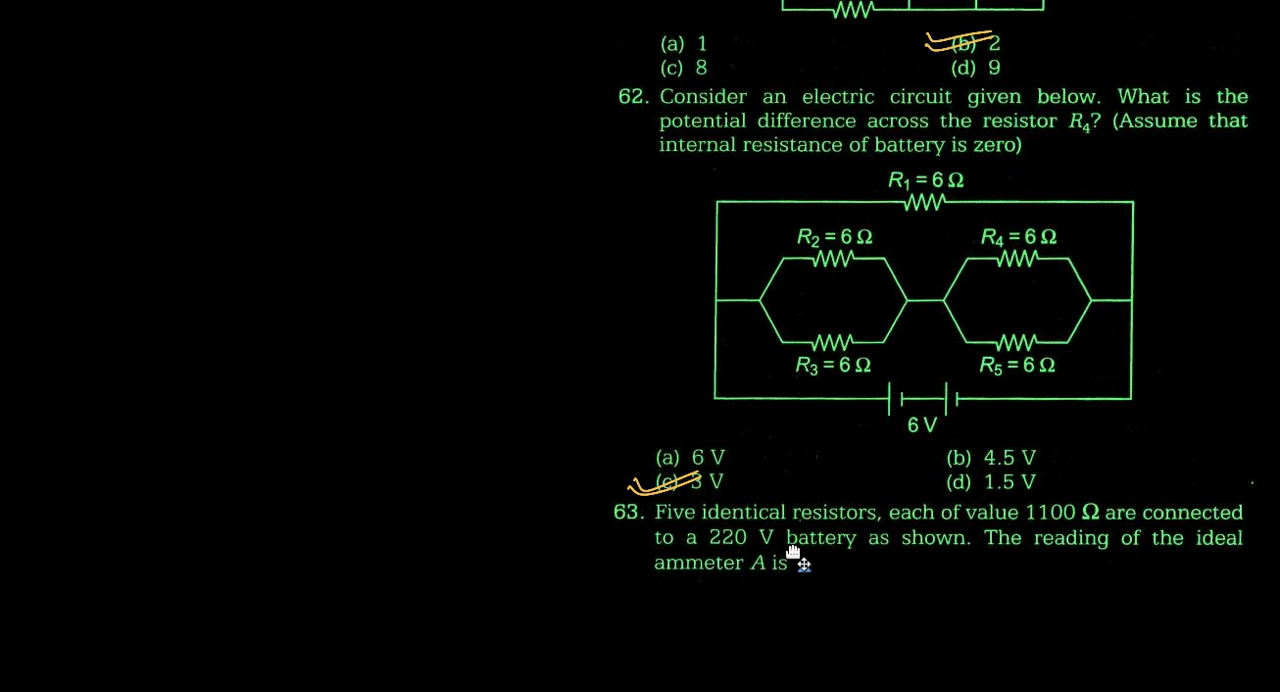 (a) 1 (b) 2
(c) 8 (d) 9
62. Consider an electric circuit given below. What is the
potential difference across the resistor R₄? (Assume that
internal resistance of battery is zero)
R₁ = 6 Ω
R₂ = 6 Ω R₄ = 6 Ω
R₃ = 6 Ω R₅ = 6 Ω
6 V
(a) 6 V (b) 4.5 V
(c) 3 V (d) 1.5 V
63. Five identical resistors, each of value 1100 Ω are connected
to a 220 V battery as shown. The reading of the ideal
ammeter A is